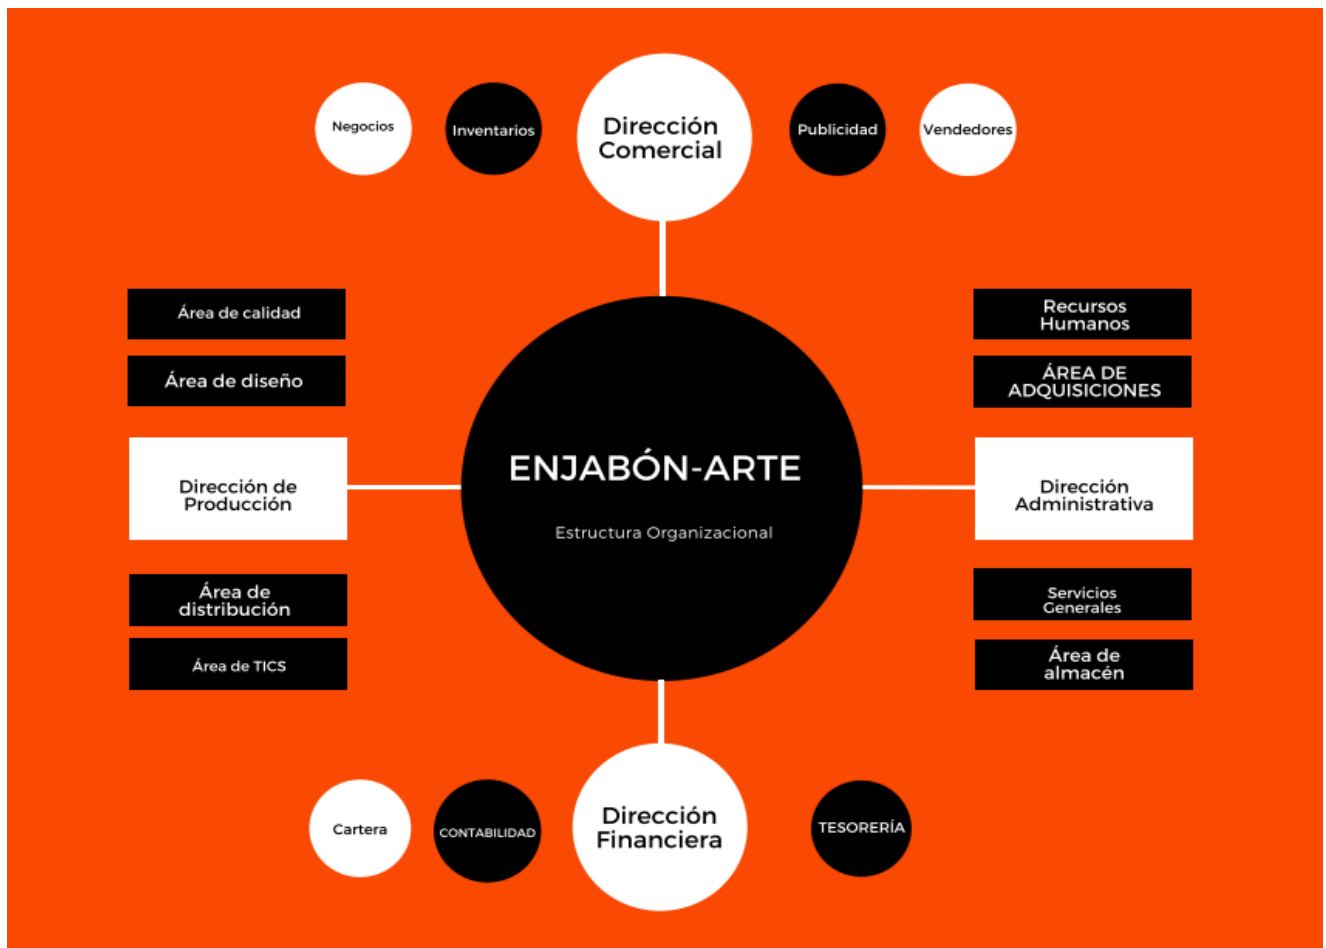 Negocios
Inventarios
Dirección
Comercial
Publicidad
Vendedores
Área de calidad
Área de diseño
Dirección de
Producción
Área de
distribución
Área de TICS
ENJABÓN-ARTE
Estructura Organizacional
Recursos
Humanos
ÁREA DE
ADQUISICIONES
Dirección
Administrativa
Servicios
Generales
Área de
almacén
Cartera
CONTABILIDAD
Dirección
Financiera
TESORERÍA